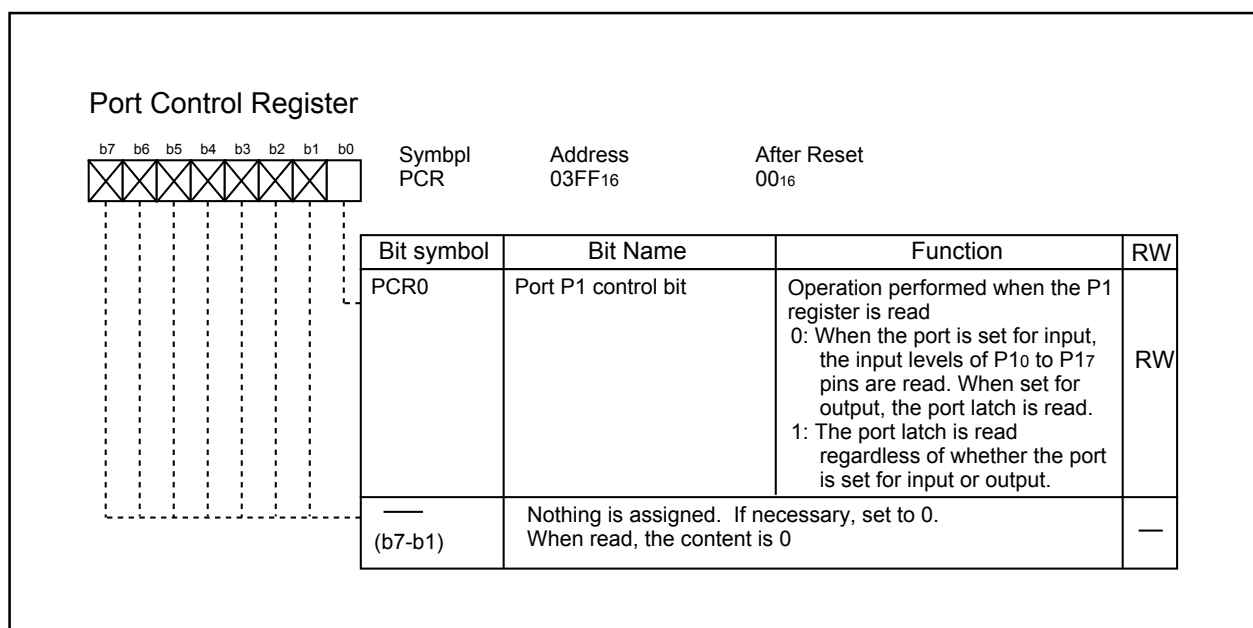 Port Control Register
b7 b6 b5 b4 b3 b2 b1 b0
Symbpl Address After Reset
PCR 03FF16 0016
Bit symbol Bit Name Function RW
PCR0 Port P1 control bit Operation performed when the P1
register is read
0: When the port is set for input,
the input levels of P10 to P17
pins are read. When set for
output, the port latch is read.
1: The port latch is read
regardless of whether the port
is set for input or output.
RW
— Nothing is assigned. If necessary, set to 0.
(b7-b1) When read, the content is 0 —